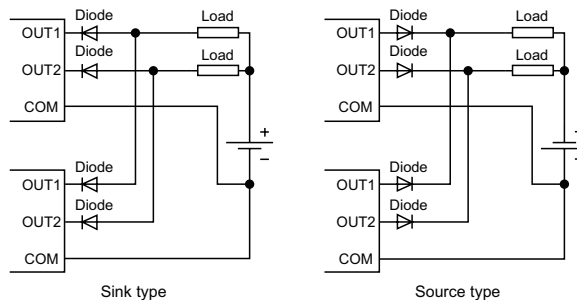 Diode
Load
OUT1
Diode
Load
OUT2
COM
+
−
Diode
OUT1
Diode
OUT2
COM
Sink type
Diode
Load
OUT1
Diode
Load
OUT2
COM
+
−
Diode
OUT1
Diode
OUT2
COM
Source type